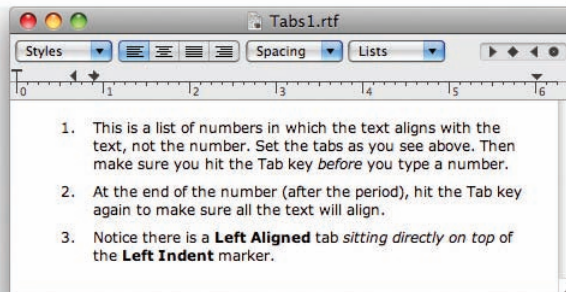 Tabs1.rtf
Styles Spacing Lists
0 1 2 3 4 5 6
1. This is a list of numbers in which the text aligns with the
text, not the number. Set the tabs as you see above. Then
make sure you hit the Tab key before you type a number.
2. At the end of the number (after the period), hit the Tab key
again to make sure all the text will align.
3. Notice there is a Left Aligned tab sitting directly on top of
the Left Indent marker.